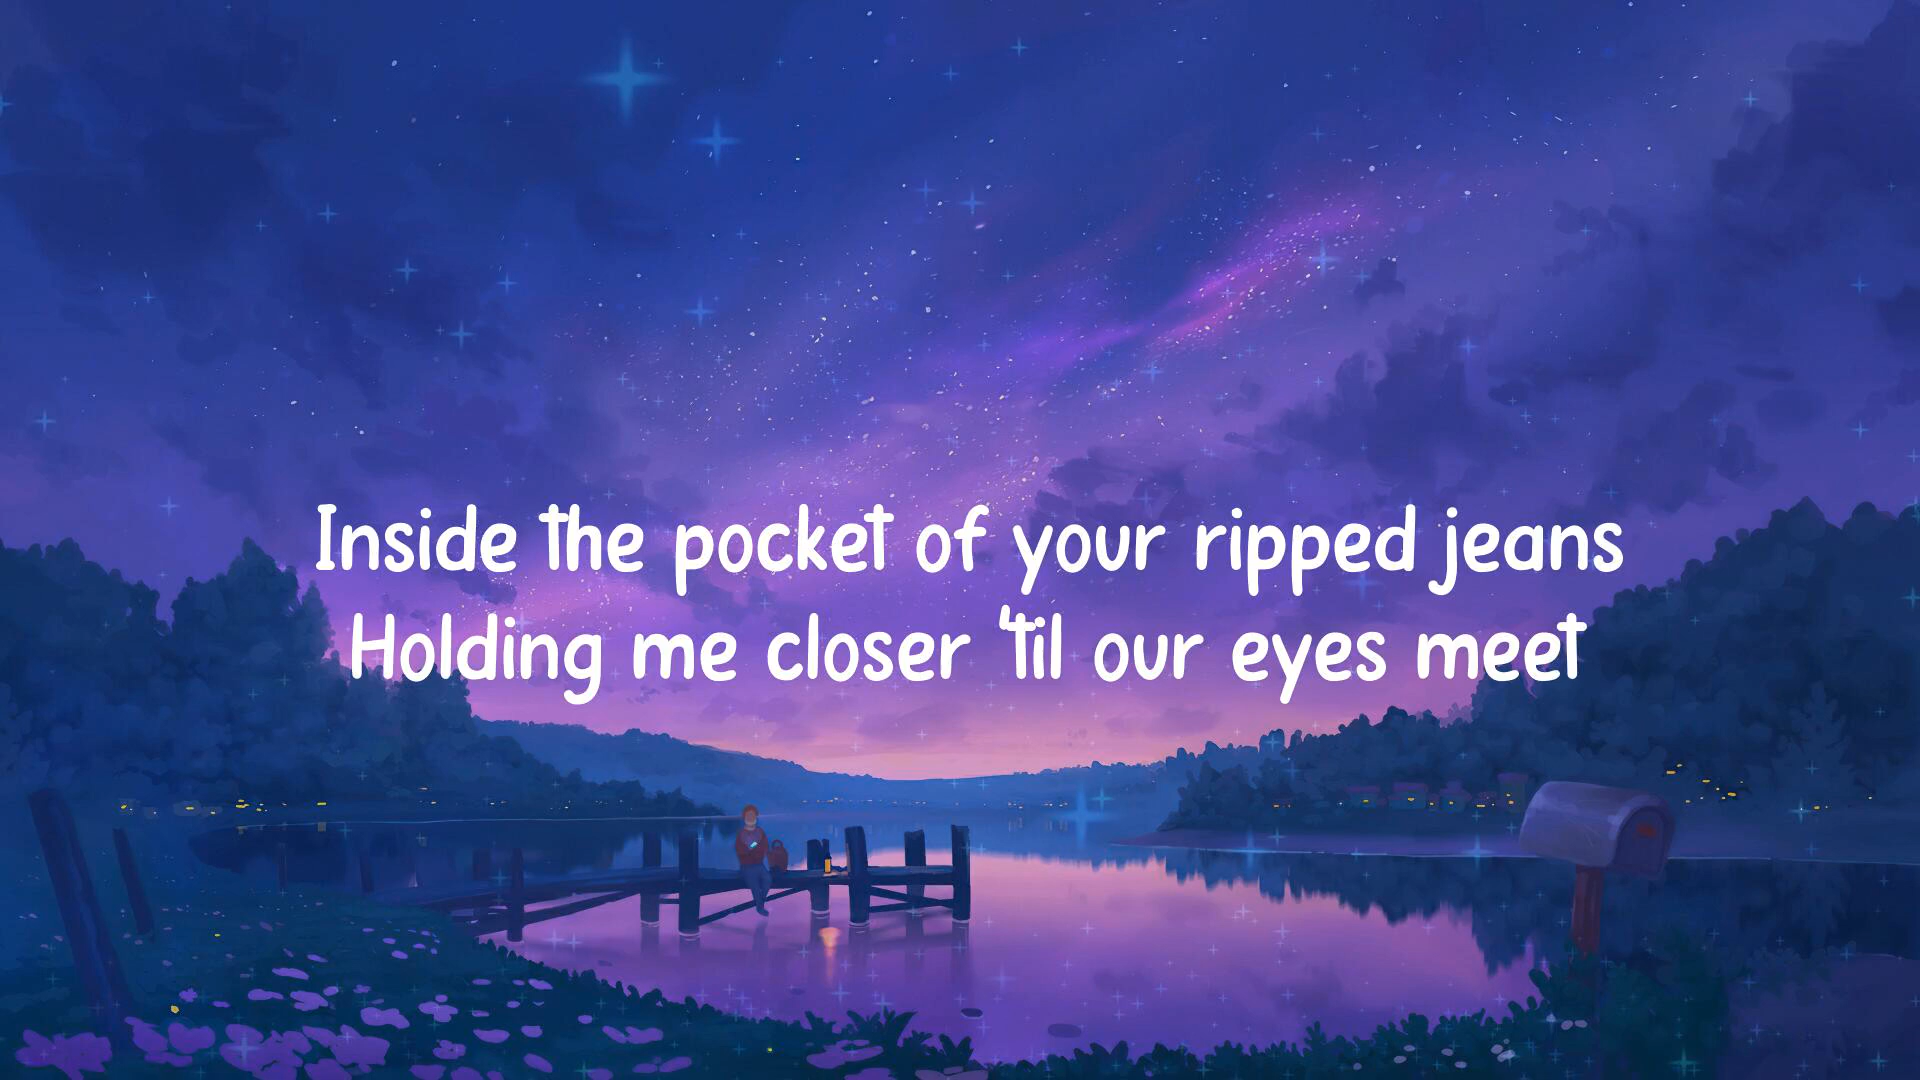 Inside the pocket of your ripped jeans
Holding me closer 'til our eyes meet